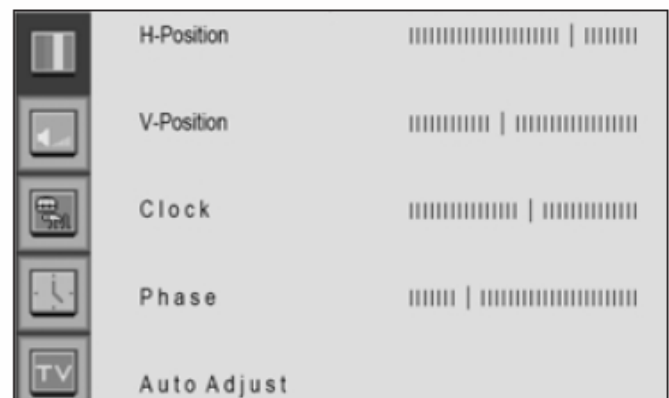 H-Position
V-Position
Clock
Phase
TV
Auto Adjust